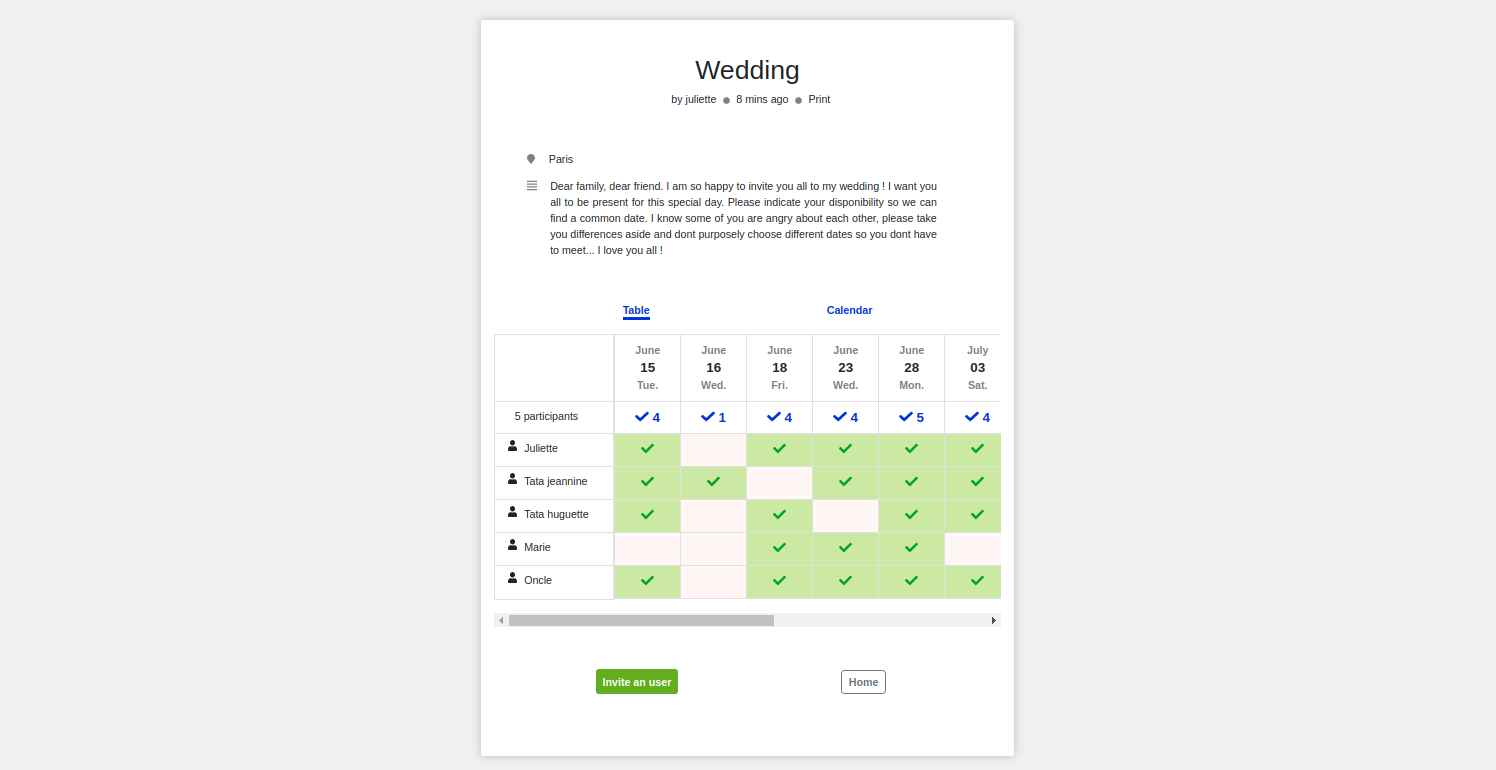 Wedding
by juliette 8 mins ago Print
Paris
Dear family, dear friend. I am so happy to invite you all to my wedding ! I want you
all to be present for this special day. Please indicate your disponibility so we can
find a common date. I know some of you are angry about each other, please take
you differences aside and dont purposely choose different dates so you dont have
to meet... I love you all !
Table Calendar
June June June June June July
15 16 18 23 28 03
Tue. Wed. Fri. Wed. Mon. Sat.
5 participants 4 1 4 4 5 4
Juliette
Tata jeannine
Tata huguette
Marie
Oncle
Invite an user Home